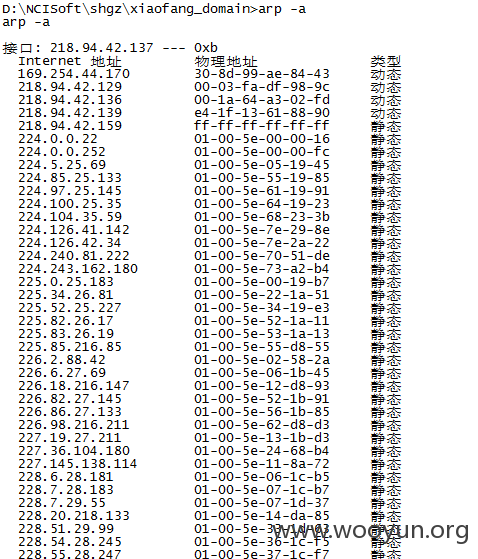 D:\NCISoft\shgz\xiaofang_domain>arp -a
arp -a
接口: 218.94.42.137 --- 0xb
Internet 地址 物理地址 类型
169.254.44.170 30-8d-99-ae-84-43 动态
218.94.42.129 00-03-fa-df-98-9c 动态
218.94.42.136 00-1a-64-a3-02-fd 动态
218.94.42.139 e4-1f-13-61-88-90 动态
218.94.42.159 ff-ff-ff-ff-ff-ff 静态
224.0.0.22 01-00-5e-00-00-16 静态
224.0.0.252 01-00-5e-00-00-fc 静态
224.5.25.69 01-00-5e-05-19-45 静态
224.85.25.133 01-00-5e-55-19-85 静态
224.97.25.145 01-00-5e-61-19-91 静态
224.100.25.35 01-00-5e-64-19-23 静态
224.104.35.59 01-00-5e-68-23-3b 静态
224.126.41.142 01-00-5e-7e-29-8e 静态
224.126.42.34 01-00-5e-7e-2a-22 静态
224.240.81.222 01-00-5e-70-51-de 静态
224.243.162.180 01-00-5e-73-a2-b4 静态
225.0.25.183 01-00-5e-00-19-b7 静态
225.34.26.81 01-00-5e-22-1a-51 静态
225.52.25.227 01-00-5e-34-19-e3 静态
225.82.26.17 01-00-5e-52-1a-11 静态
225.83.26.19 01-00-5e-53-1a-13 静态
225.85.216.85 01-00-5e-55-d8-55 静态
226.2.88.42 01-00-5e-02-58-2a 静态
226.6.27.69 01-00-5e-06-1b-45 静态
226.18.216.147 01-00-5e-12-d8-93 静态
226.82.27.145 01-00-5e-52-1b-91 静态
226.86.27.133 01-00-5e-56-1b-85 静态
226.98.216.211 01-00-5e-62-d8-d3 静态
227.19.27.211 01-00-5e-13-1b-d3 静态
227.36.104.180 01-00-5e-24-68-b4 静态
227.145.138.114 01-00-5e-11-8a-72 静态
228.6.28.181 01-00-5e-06-1c-b5 静态
228.7.28.183 01-00-5e-07-1c-b7 静态
228.7.29.55 01-00-5e-07-1d-37 静态
228.20.218.133 01-00-5e-14-da-85 静态
228.51.29.99 01-00-5e-33-1d-63 静态
228.54.28.245 01-00-5e-36-1c-f5 静态
228.55.28.247 01-00-5e-37-1c-f7 静态
www.wooyun.org